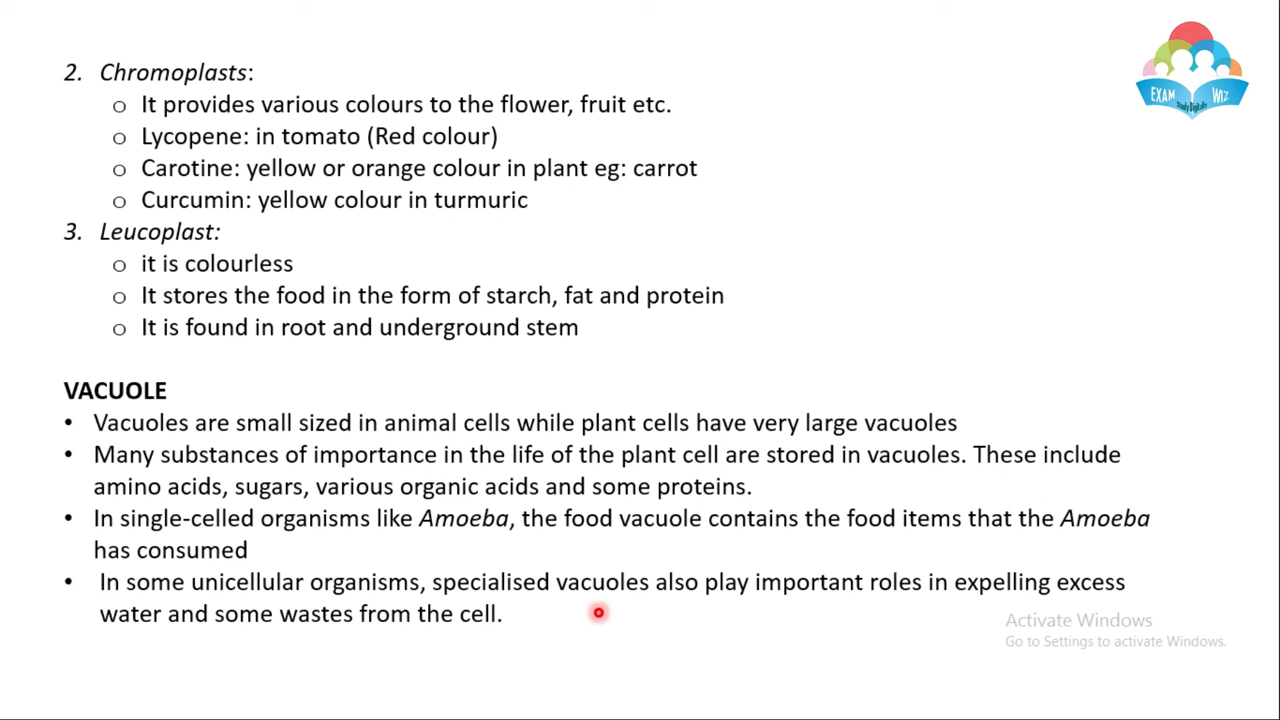 EXAM WIZ
Study Digitally
2. Chromoplasts:
o It provides various colours to the flower, fruit etc.
o Lycopene: in tomato (Red colour)
o Carotine: yellow or orange colour in plant eg: carrot
o Curcumin: yellow colour in turmuric
3. Leucoplast:
o it is colourless
o It stores the food in the form of starch, fat and protein
o It is found in root and underground stem
VACUOLE
• Vacuoles are small sized in animal cells while plant cells have very large vacuoles
• Many substances of importance in the life of the plant cell are stored in vacuoles. These include
amino acids, sugars, various organic acids and some proteins.
• In single-celled organisms like Amoeba, the food vacuole contains the food items that the Amoeba
has consumed
• In some unicellular organisms, specialised vacuoles also play important roles in expelling excess
water and some wastes from the cell.
Activate Windows
Go to Settings to activate Windows.